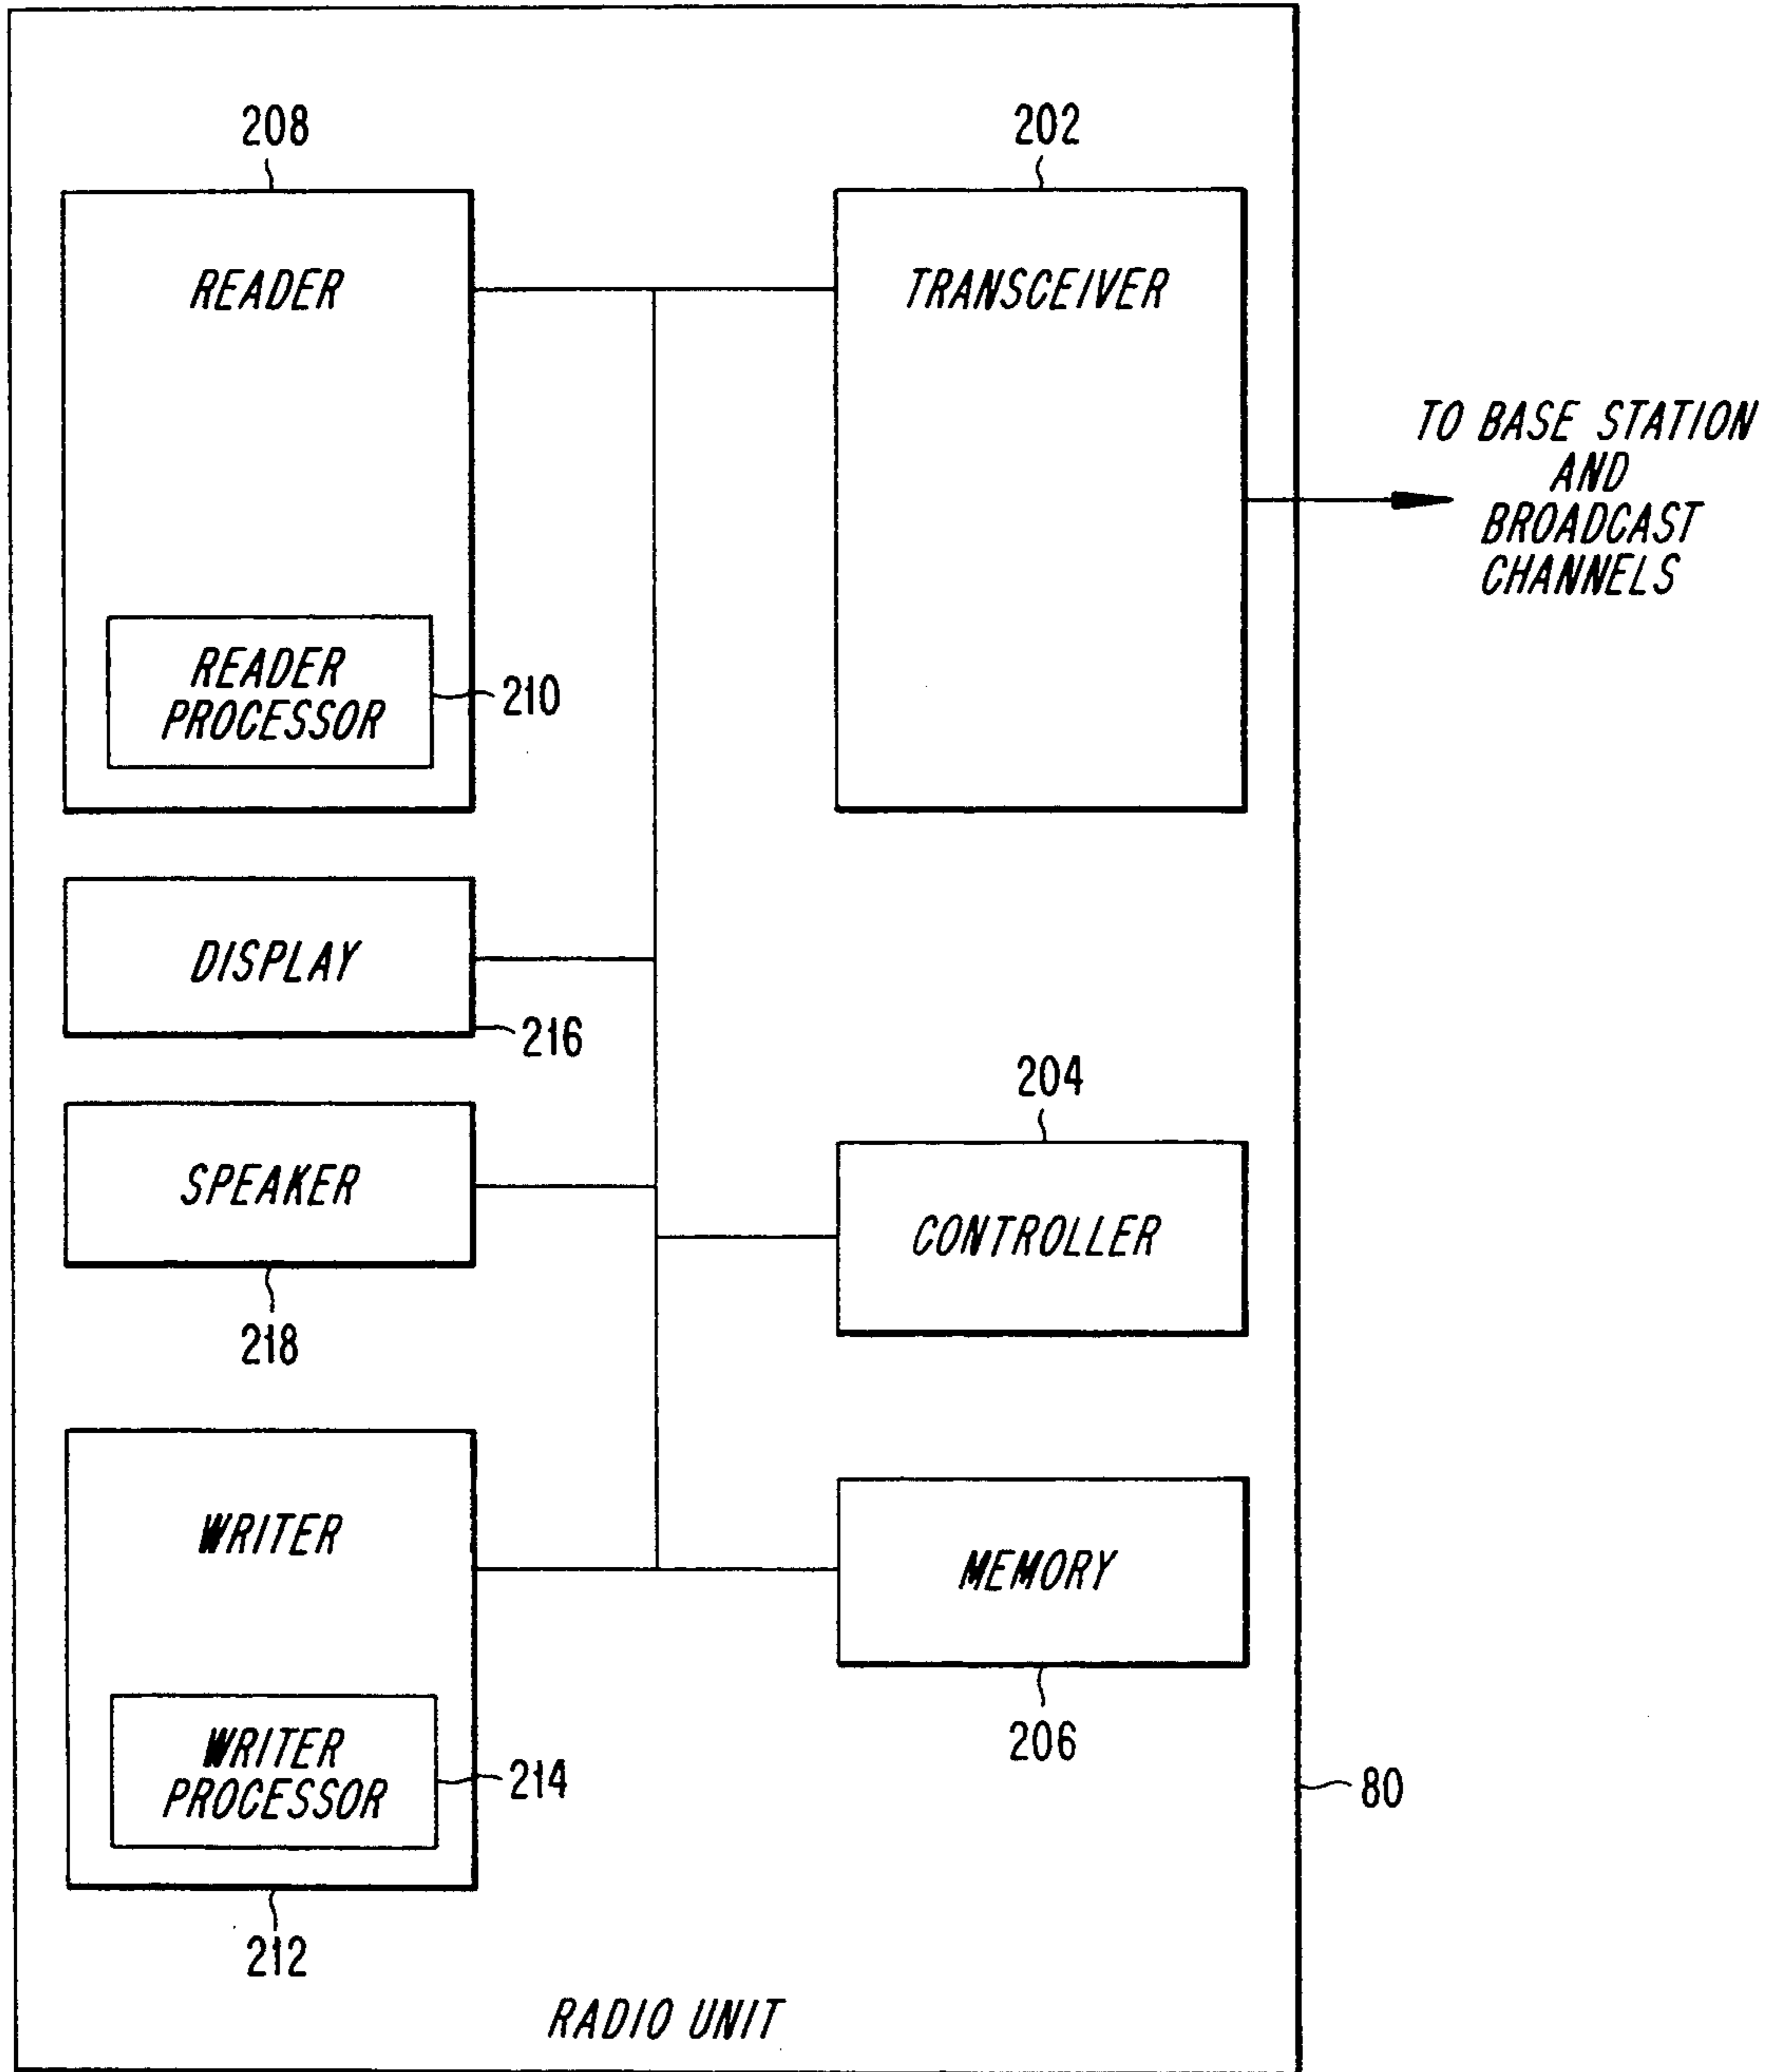 208
202
READER
TRANSCEIVER
TO BASE STATION
AND
BROADCAST
CHANNELS
READER
PROCESSOR
210
DISPLAY
216
204
SPEAKER
CONTROLLER
218
WRITER
MEMORY
206
WRITER
PROCESSOR
214
80
212
RADIO UNIT